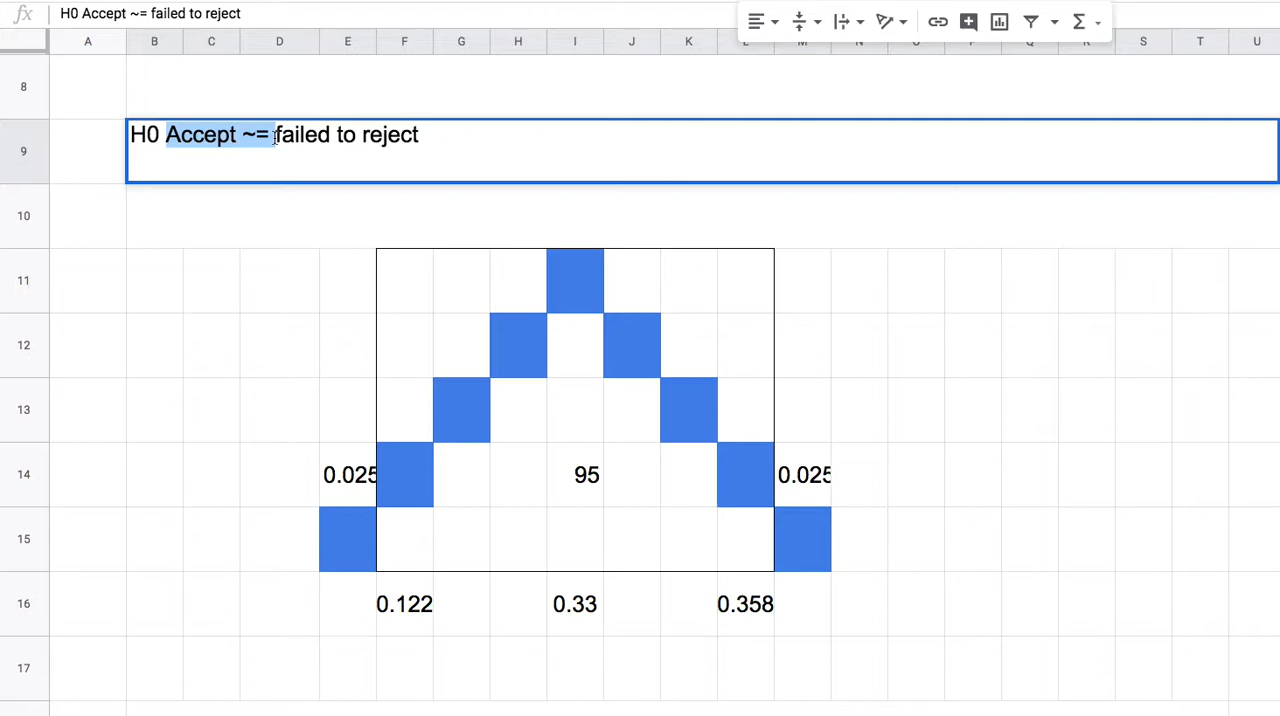 fx H0 Accept ~= failed to reject
A B C D E F G H I J K L M N O P Q R S T U
8
9 H0 Accept ~= failed to reject
10
11
12
13
14 0.025 95 0.025
15
16 0.122 0.33 0.358
17